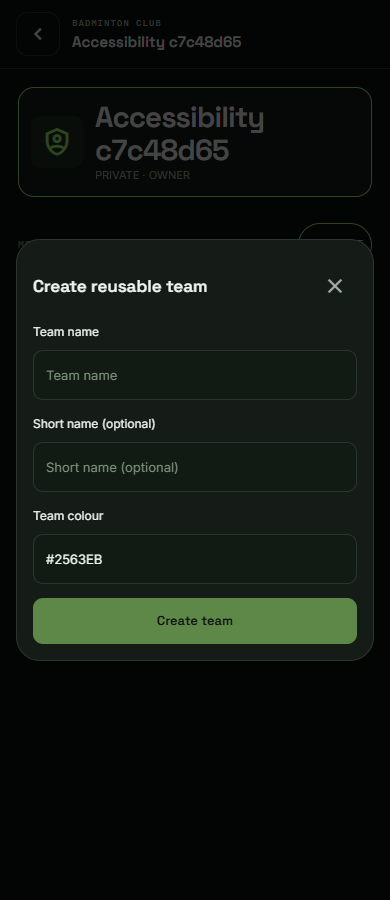 BADMINTON CLUB
Accessibility c7c48d65
Accessibility
c7c48d65
PRIVATE · OWNER
Create reusable team
Team name
Team name
Short name (optional)
Short name (optional)
Team colour
#2563EB
Create team